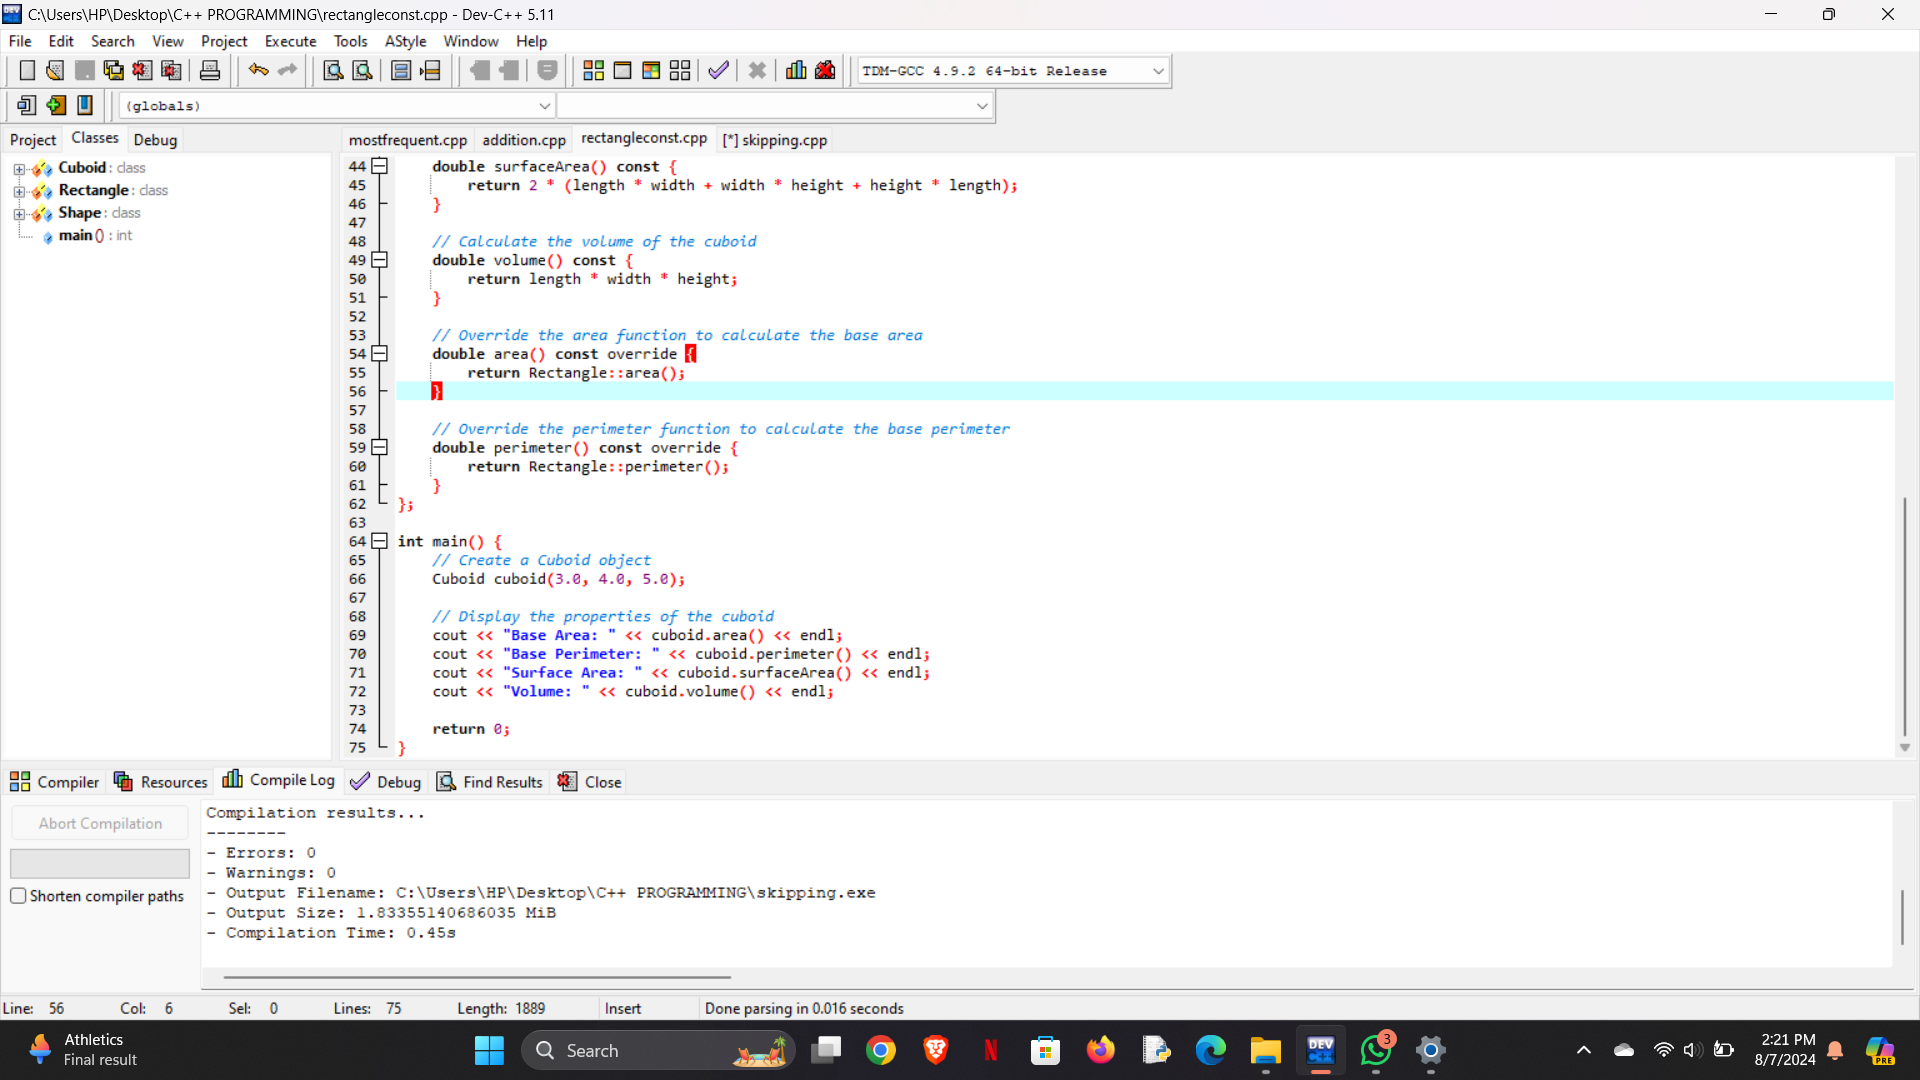 C:\Users\HP\Desktop\C++ PROGRAMMING\rectangleconst.cpp - Dev-C++ 5.11
File Edit Search View Project Execute Tools AStyle Window Help
TDM-GCC 4.9.2 64-bit Release
(globals)
Project Classes Debug
mostfrequent.cpp addition.cpp rectangleconst.cpp [*] skipping.cpp
Cuboid : class
Rectangle : class
Shape : class
main () : int
44 double surfaceArea() const {
45 return 2 * (length * width + width * height + height * length);
46 }
47
48 // Calculate the volume of the cuboid
49 double volume() const {
50 return length * width * height;
51 }
52
53 // Override the area function to calculate the base area
54 double area() const override {
55 return Rectangle::area();
56 }
57
58 // Override the perimeter function to calculate the base perimeter
59 double perimeter() const override {
60 return Rectangle::perimeter();
61 }
62 };
63
64 int main() {
65 // Create a Cuboid object
66 Cuboid cuboid(3.0, 4.0, 5.0);
67
68 // Display the properties of the cuboid
69 cout << "Base Area: " << cuboid.area() << endl;
70 cout << "Base Perimeter: " << cuboid.perimeter() << endl;
71 cout << "Surface Area: " << cuboid.surfaceArea() << endl;
72 cout << "Volume: " << cuboid.volume() << endl;
73
74 return 0;
75 }
Compiler Resources Compile Log Debug Find Results Close
Abort Compilation
Shorten compiler paths
Compilation results...
--------
- Errors: 0
- Warnings: 0
- Output Filename: C:\Users\HP\Desktop\C++ PROGRAMMING\skipping.exe
- Output Size: 1.83355140686035 MiB
- Compilation Time: 0.45s
Line: 56 Col: 6 Sel: 0 Lines: 75 Length: 1889 Insert Done parsing in 0.016 seconds
Athletics
Final result
Search
DEV
3
2:21 PM
8/7/2024
PRE